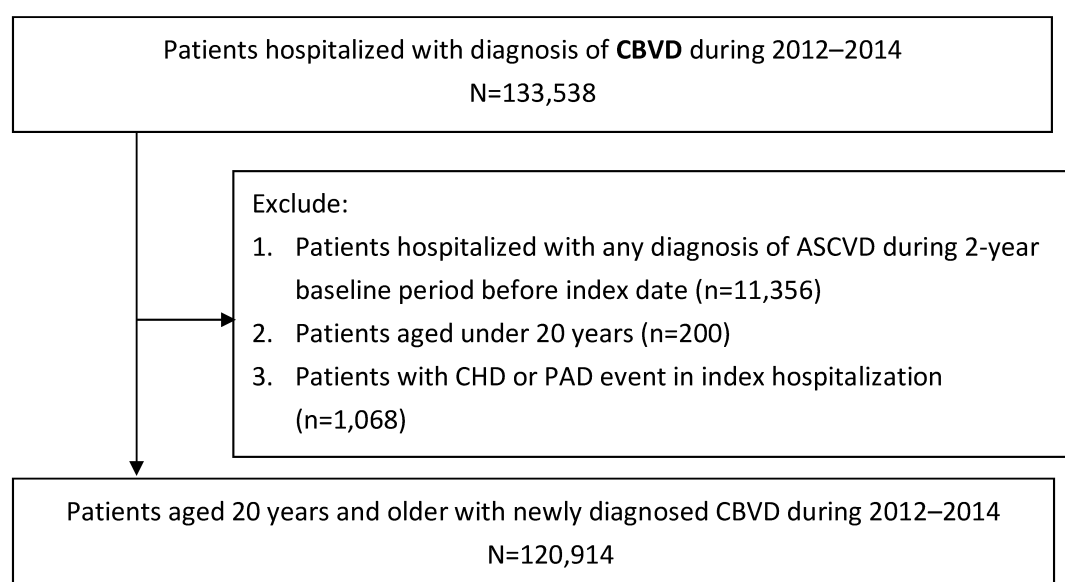 Patients hospitalized with diagnosis of CBVD during 2012–2014
N=133,538
Exclude:
1. Patients hospitalized with any diagnosis of ASCVD during 2-year
baseline period before index date (n=11,356)
2. Patients aged under 20 years (n=200)
3. Patients with CHD or PAD event in index hospitalization
(n=1,068)
Patients aged 20 years and older with newly diagnosed CBVD during 2012–2014
N=120,914